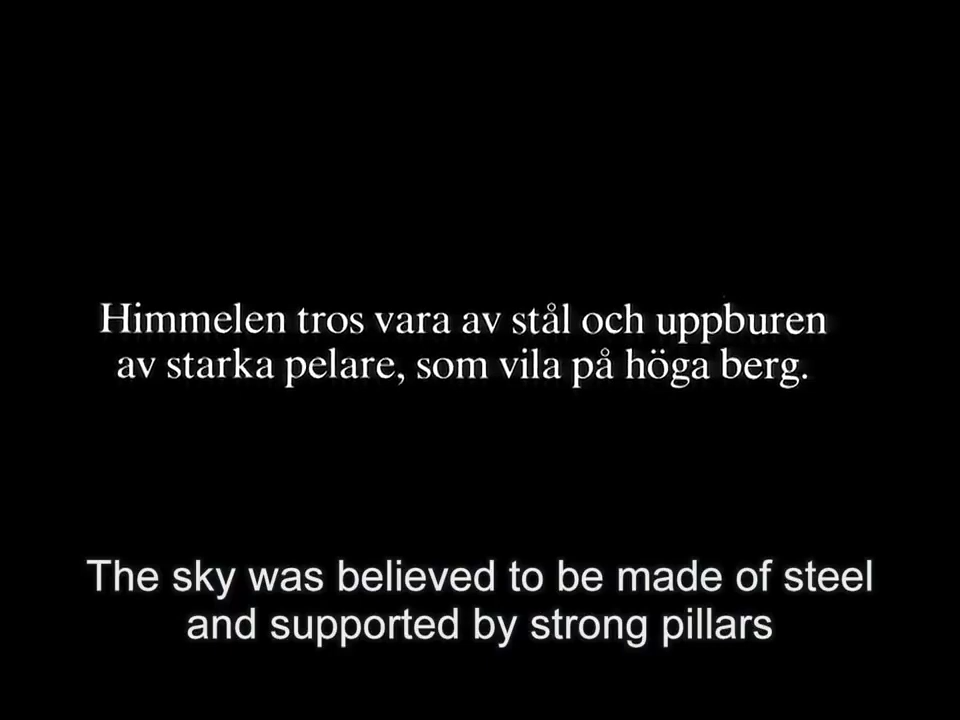 Himmelen tros vara av stål och uppburen
av starka pelare, som vila på höga berg.
The sky was believed to be made of steel
and supported by strong pillars